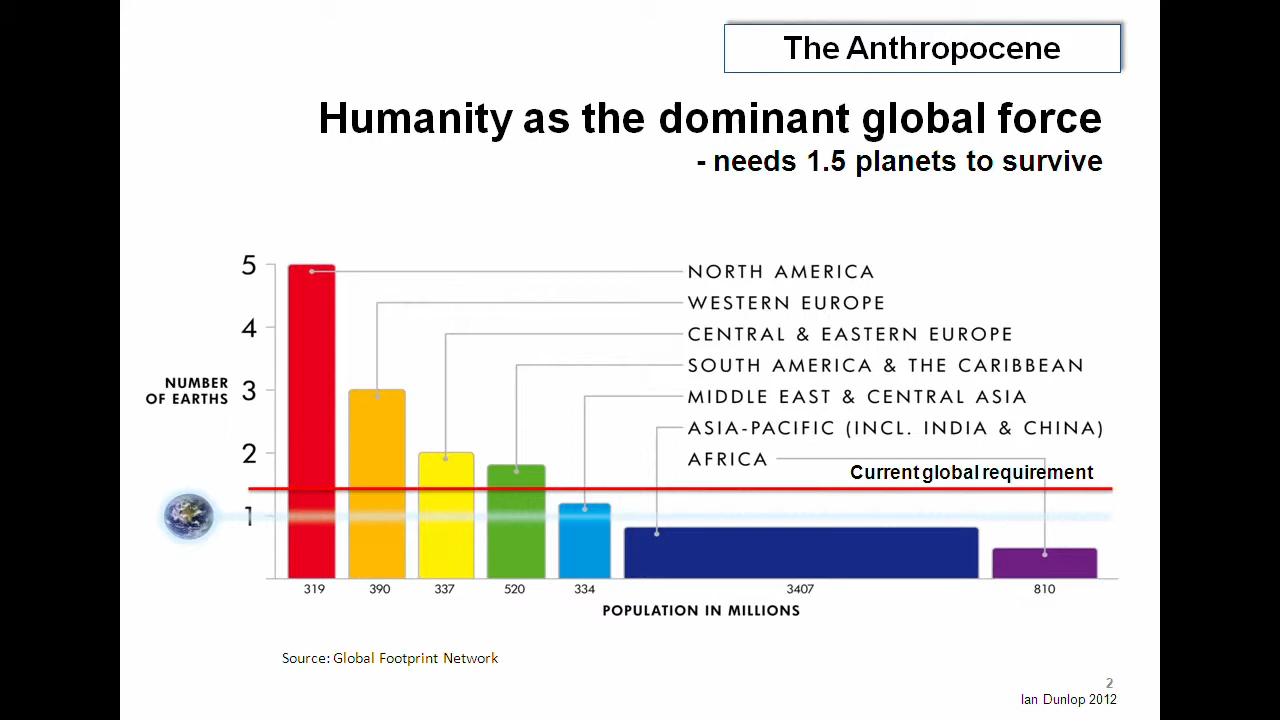 The Anthropocene
Humanity as the dominant global force
- needs 1.5 planets to survive
5
4
3
2
1
NUMBER
OF EARTHS
NORTH AMERICA
WESTERN EUROPE
CENTRAL & EASTERN EUROPE
SOUTH AMERICA & THE CARIBBEAN
MIDDLE EAST & CENTRAL ASIA
ASIA-PACIFIC (INCL. INDIA & CHINA)
AFRICA
Current global requirement
319 390 337 520 334 3407 810
POPULATION IN MILLIONS
Source: Global Footprint Network
2
Ian Dunlop 2012